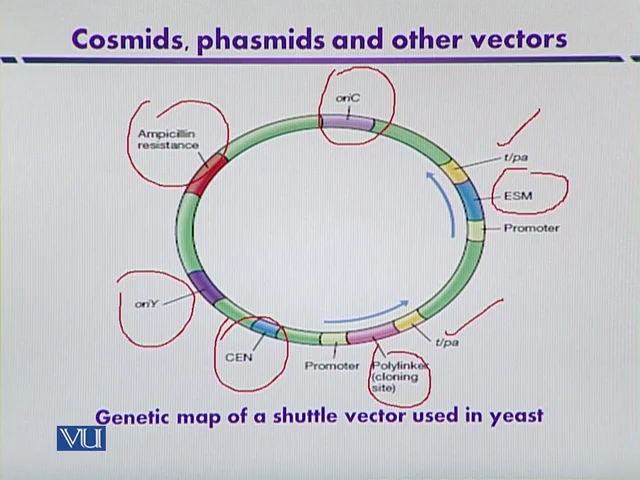 Cosmids, phasmids and other vectors
oriC
Ampicillin
resistance
t/pa
ESM
Promoter
oriY
CEN
Promoter
Polylinker
(cloning
site)
t/pa
Genetic map of a shuttle vector used in yeast
VU